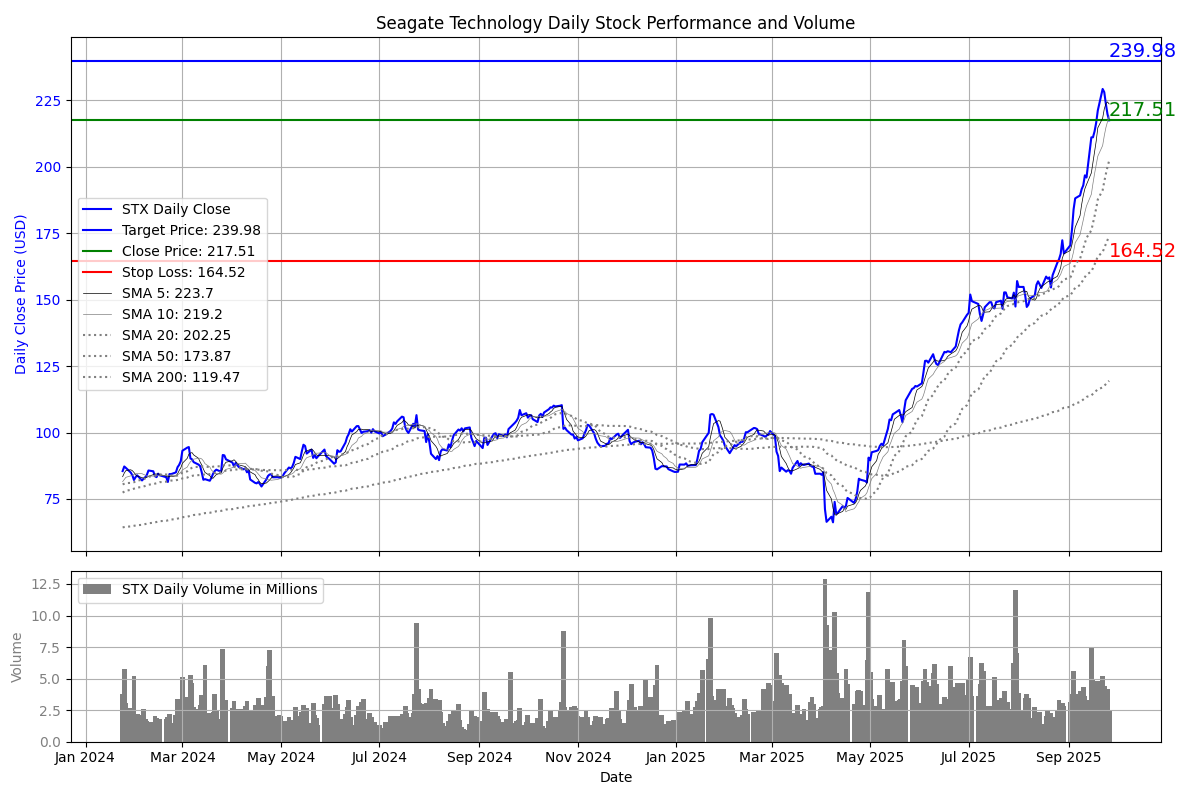 Seagate Technology Daily Stock Performance and Volume
239.98
225
217.51
200
175
164.52
150
125
100
75
Daily Close Price (USD)
STX Daily Close
Target Price: 239.98
Close Price: 217.51
Stop Loss: 164.52
SMA 5: 223.7
SMA 10: 219.2
SMA 20: 202.25
SMA 50: 173.87
SMA 200: 119.47
12.5
10.0
7.5
5.0
2.5
0.0
Volume
STX Daily Volume in Millions
Jan 2024 Mar 2024 May 2024 Jul 2024 Sep 2024 Nov 2024 Jan 2025 Mar 2025 May 2025 Jul 2025 Sep 2025
Date